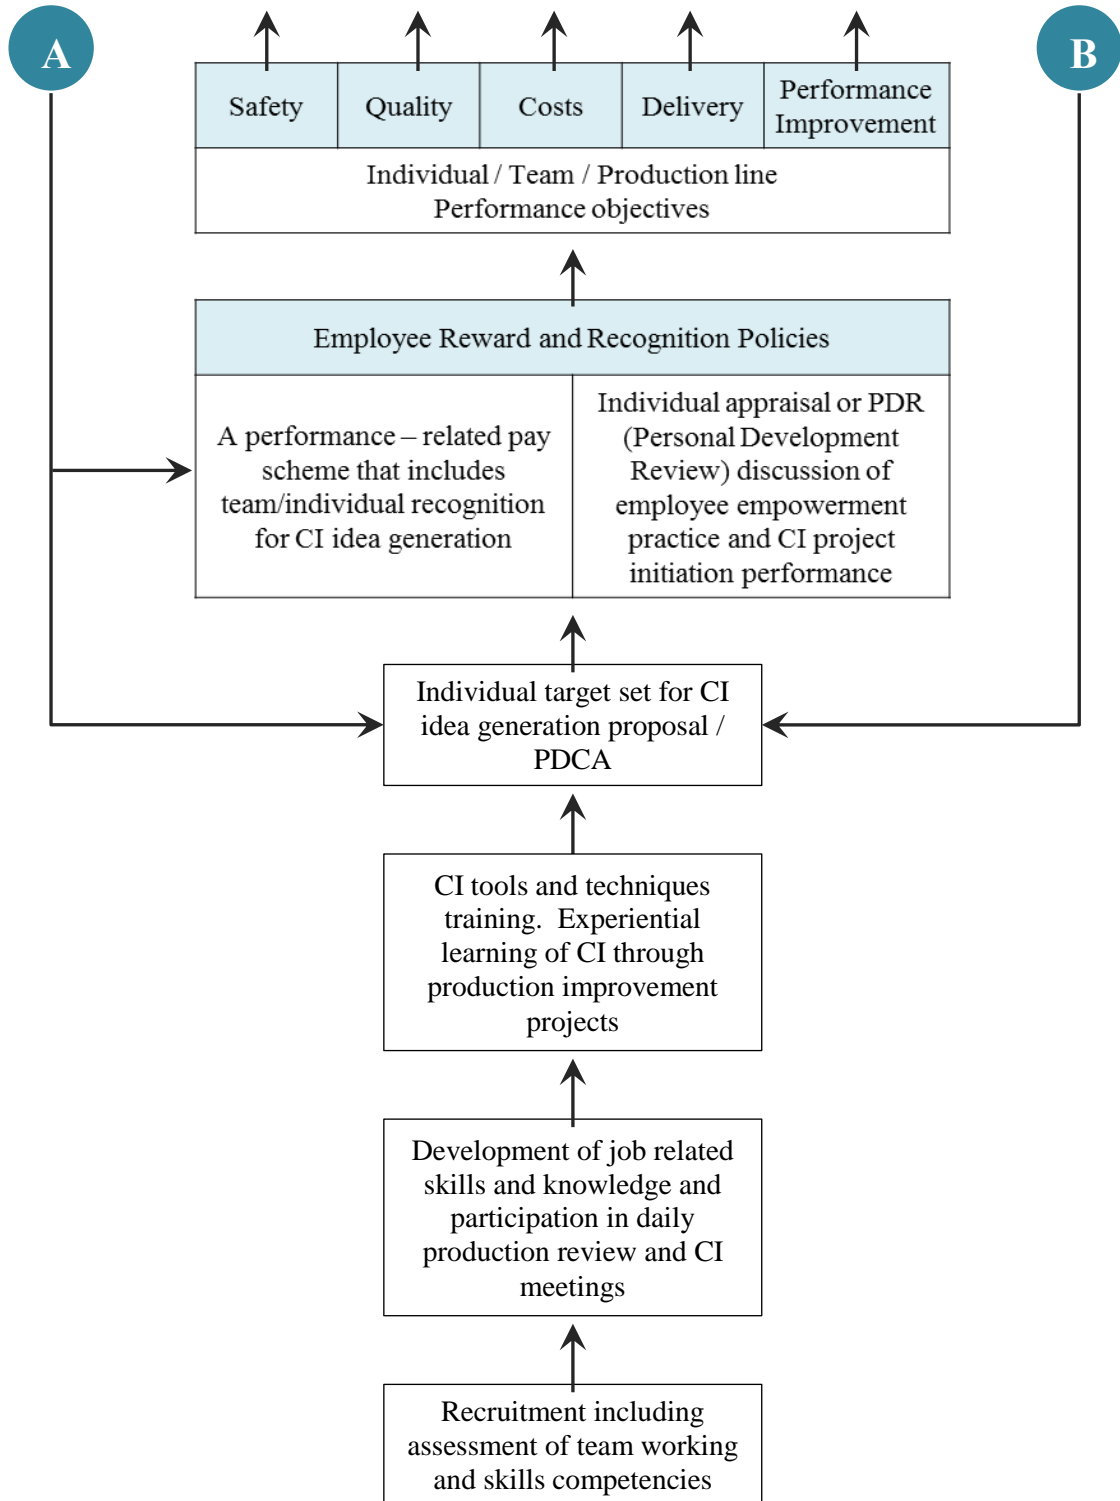 A
B
Safety
Quality
Costs
Delivery
Performance
Improvement
Individual / Team / Production line
Performance objectives
Employee Reward and Recognition Policies
A performance – related pay
scheme that includes
team/individual recognition
for CI idea generation
Individual appraisal or PDR
(Personal Development
Review) discussion of
employee empowerment
practice and CI project
initiation performance
Individual target set for CI
idea generation proposal /
PDCA
CI tools and techniques
training.  Experiential
learning of CI through
production improvement
projects
Development of job related
skills and knowledge and
participation in daily
production review and CI
meetings
Recruitment including
assessment of team working
and skills competencies